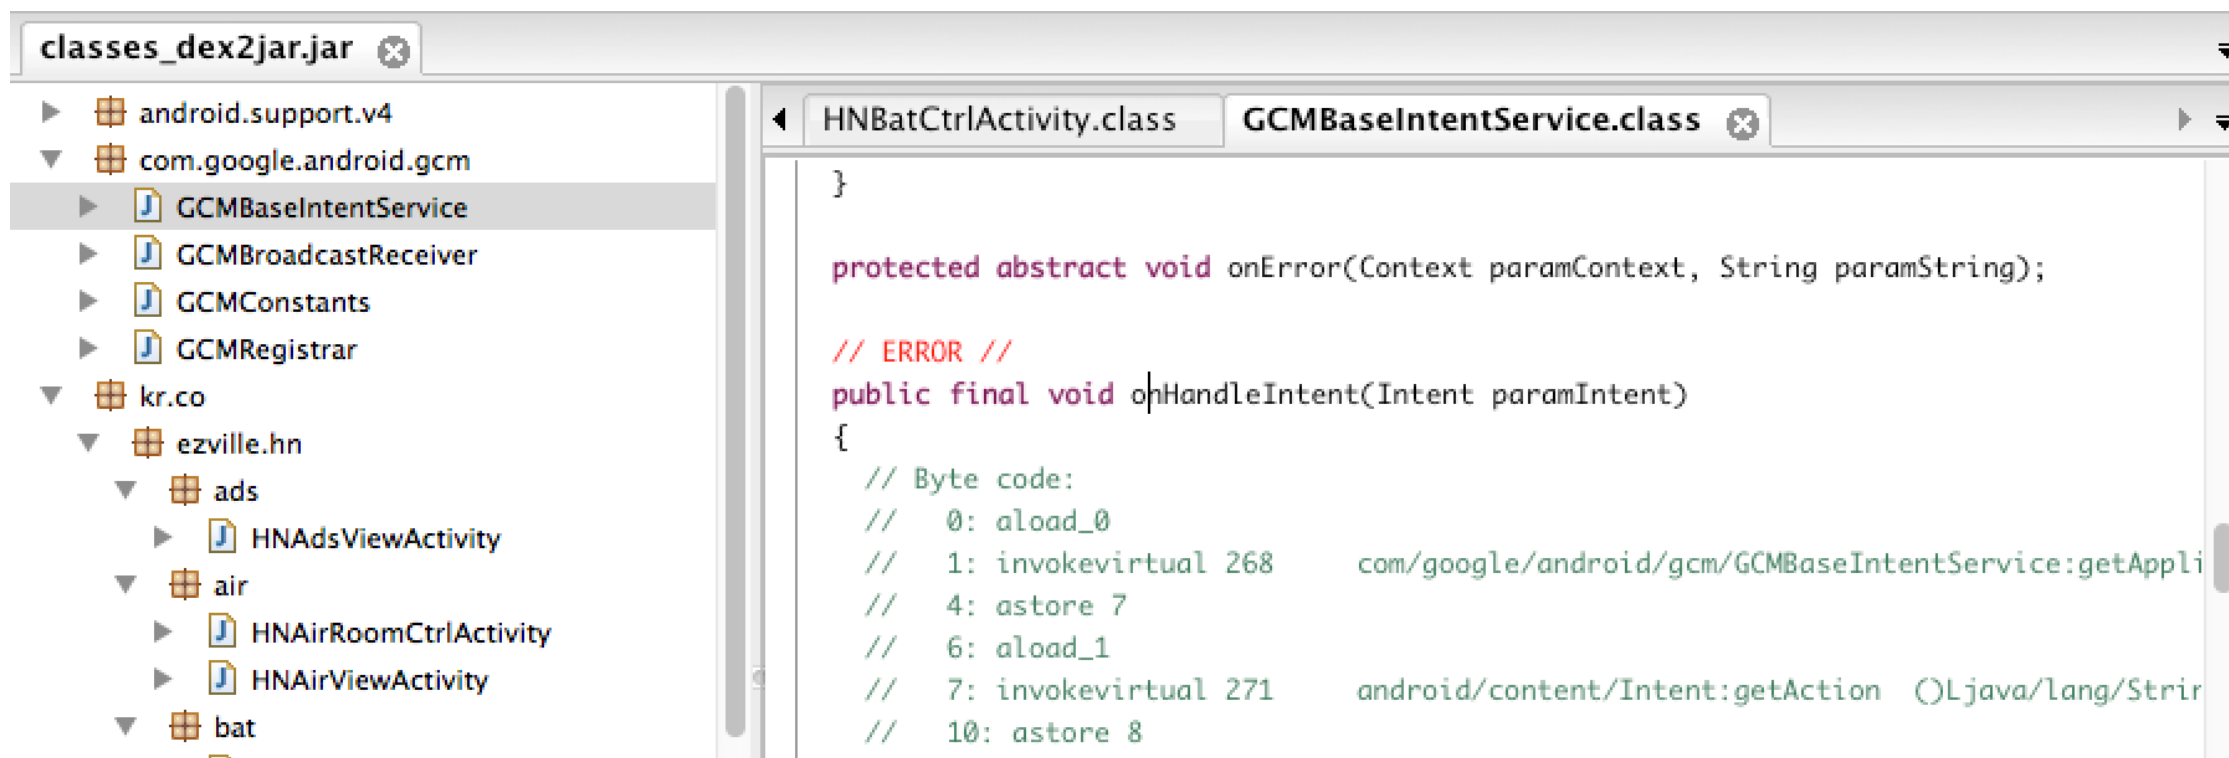 classes_dex2jar.jar
android.support.v4
com.google.android.gcm
GCMBaseIntentService
GCMBroadcastReceiver
GCMConstants
GCMRegistrar
kr.co
ezville.hn
ads
HNAdsViewActivity
air
HNAirRoomCtrlActivity
HNAirViewActivity
bat
HNBatCtrlActivity.class
GCMBaseIntentService.class
}
protected abstract void onError(Context paramContext, String paramString);
// ERROR //
public final void onHandleIntent(Intent paramIntent)
{
// Byte code:
// 0: aload_0
// 1: invokevirtual 268 com/google/android/gcm/GCMBaseIntentService:getAppli
// 4: astore 7
// 6: aload_1
// 7: invokevirtual 271 android/content/Intent:getAction ()Ljava/lang/Strin
// 10: astore 8